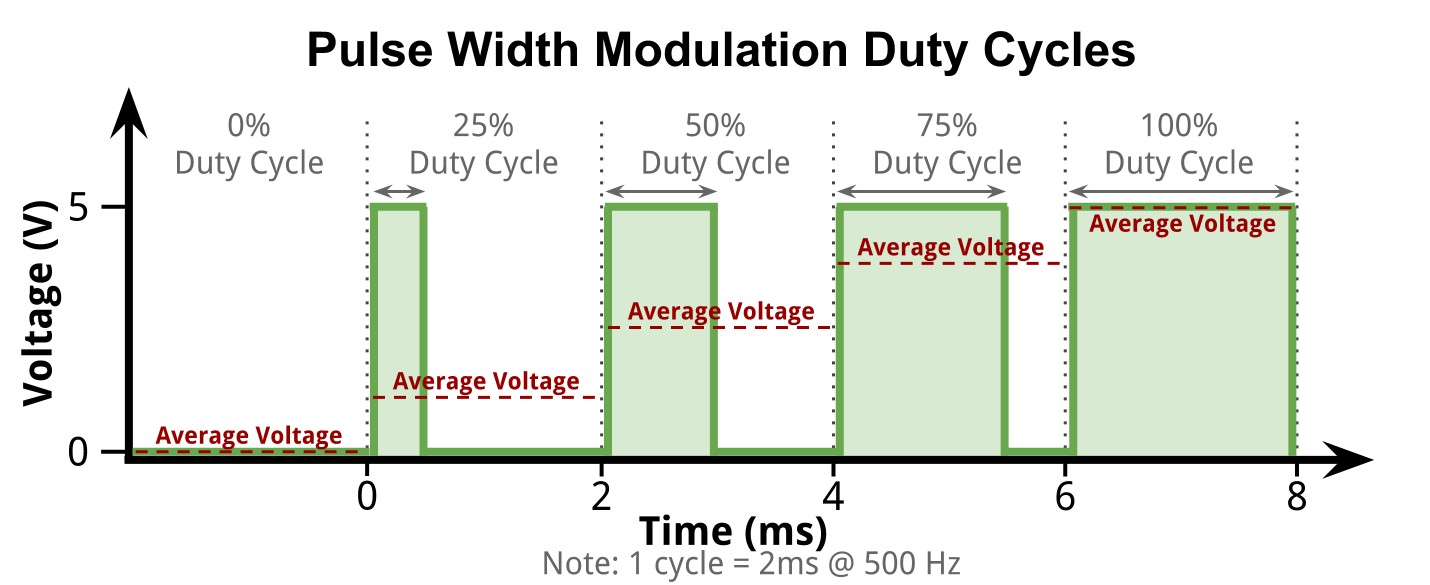 Pulse Width Modulation Duty Cycles
0%
Duty Cycle
25%
Duty Cycle
50%
Duty Cycle
75%
Duty Cycle
100%
Duty Cycle
Voltage (V)
5
0
Average Voltage
Average Voltage
Average Voltage
Average Voltage
Average Voltage
0 2 4 6 8
Time (ms)
Note: 1 cycle = 2ms @ 500 Hz